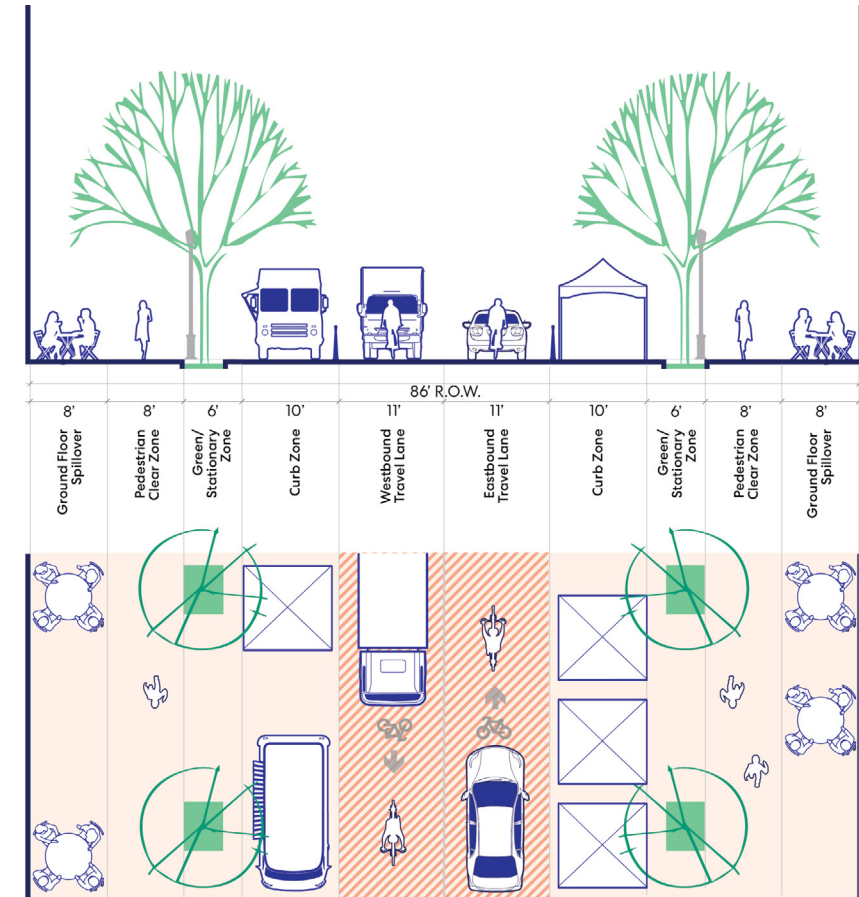 86’ R.O.W.
8’
8’
6’
10’
11’
11’
10’
6’
8’
8’
Ground Floor
Spillover
Pedestrian
Clear Zone
Green/
Stationary
Zone
Curb Zone
Westbound
Travel Lane
Eastbound
Travel Lane
Curb Zone
Green/
Stationary
Zone
Pedestrian
Clear Zone
Ground Floor
Spillover